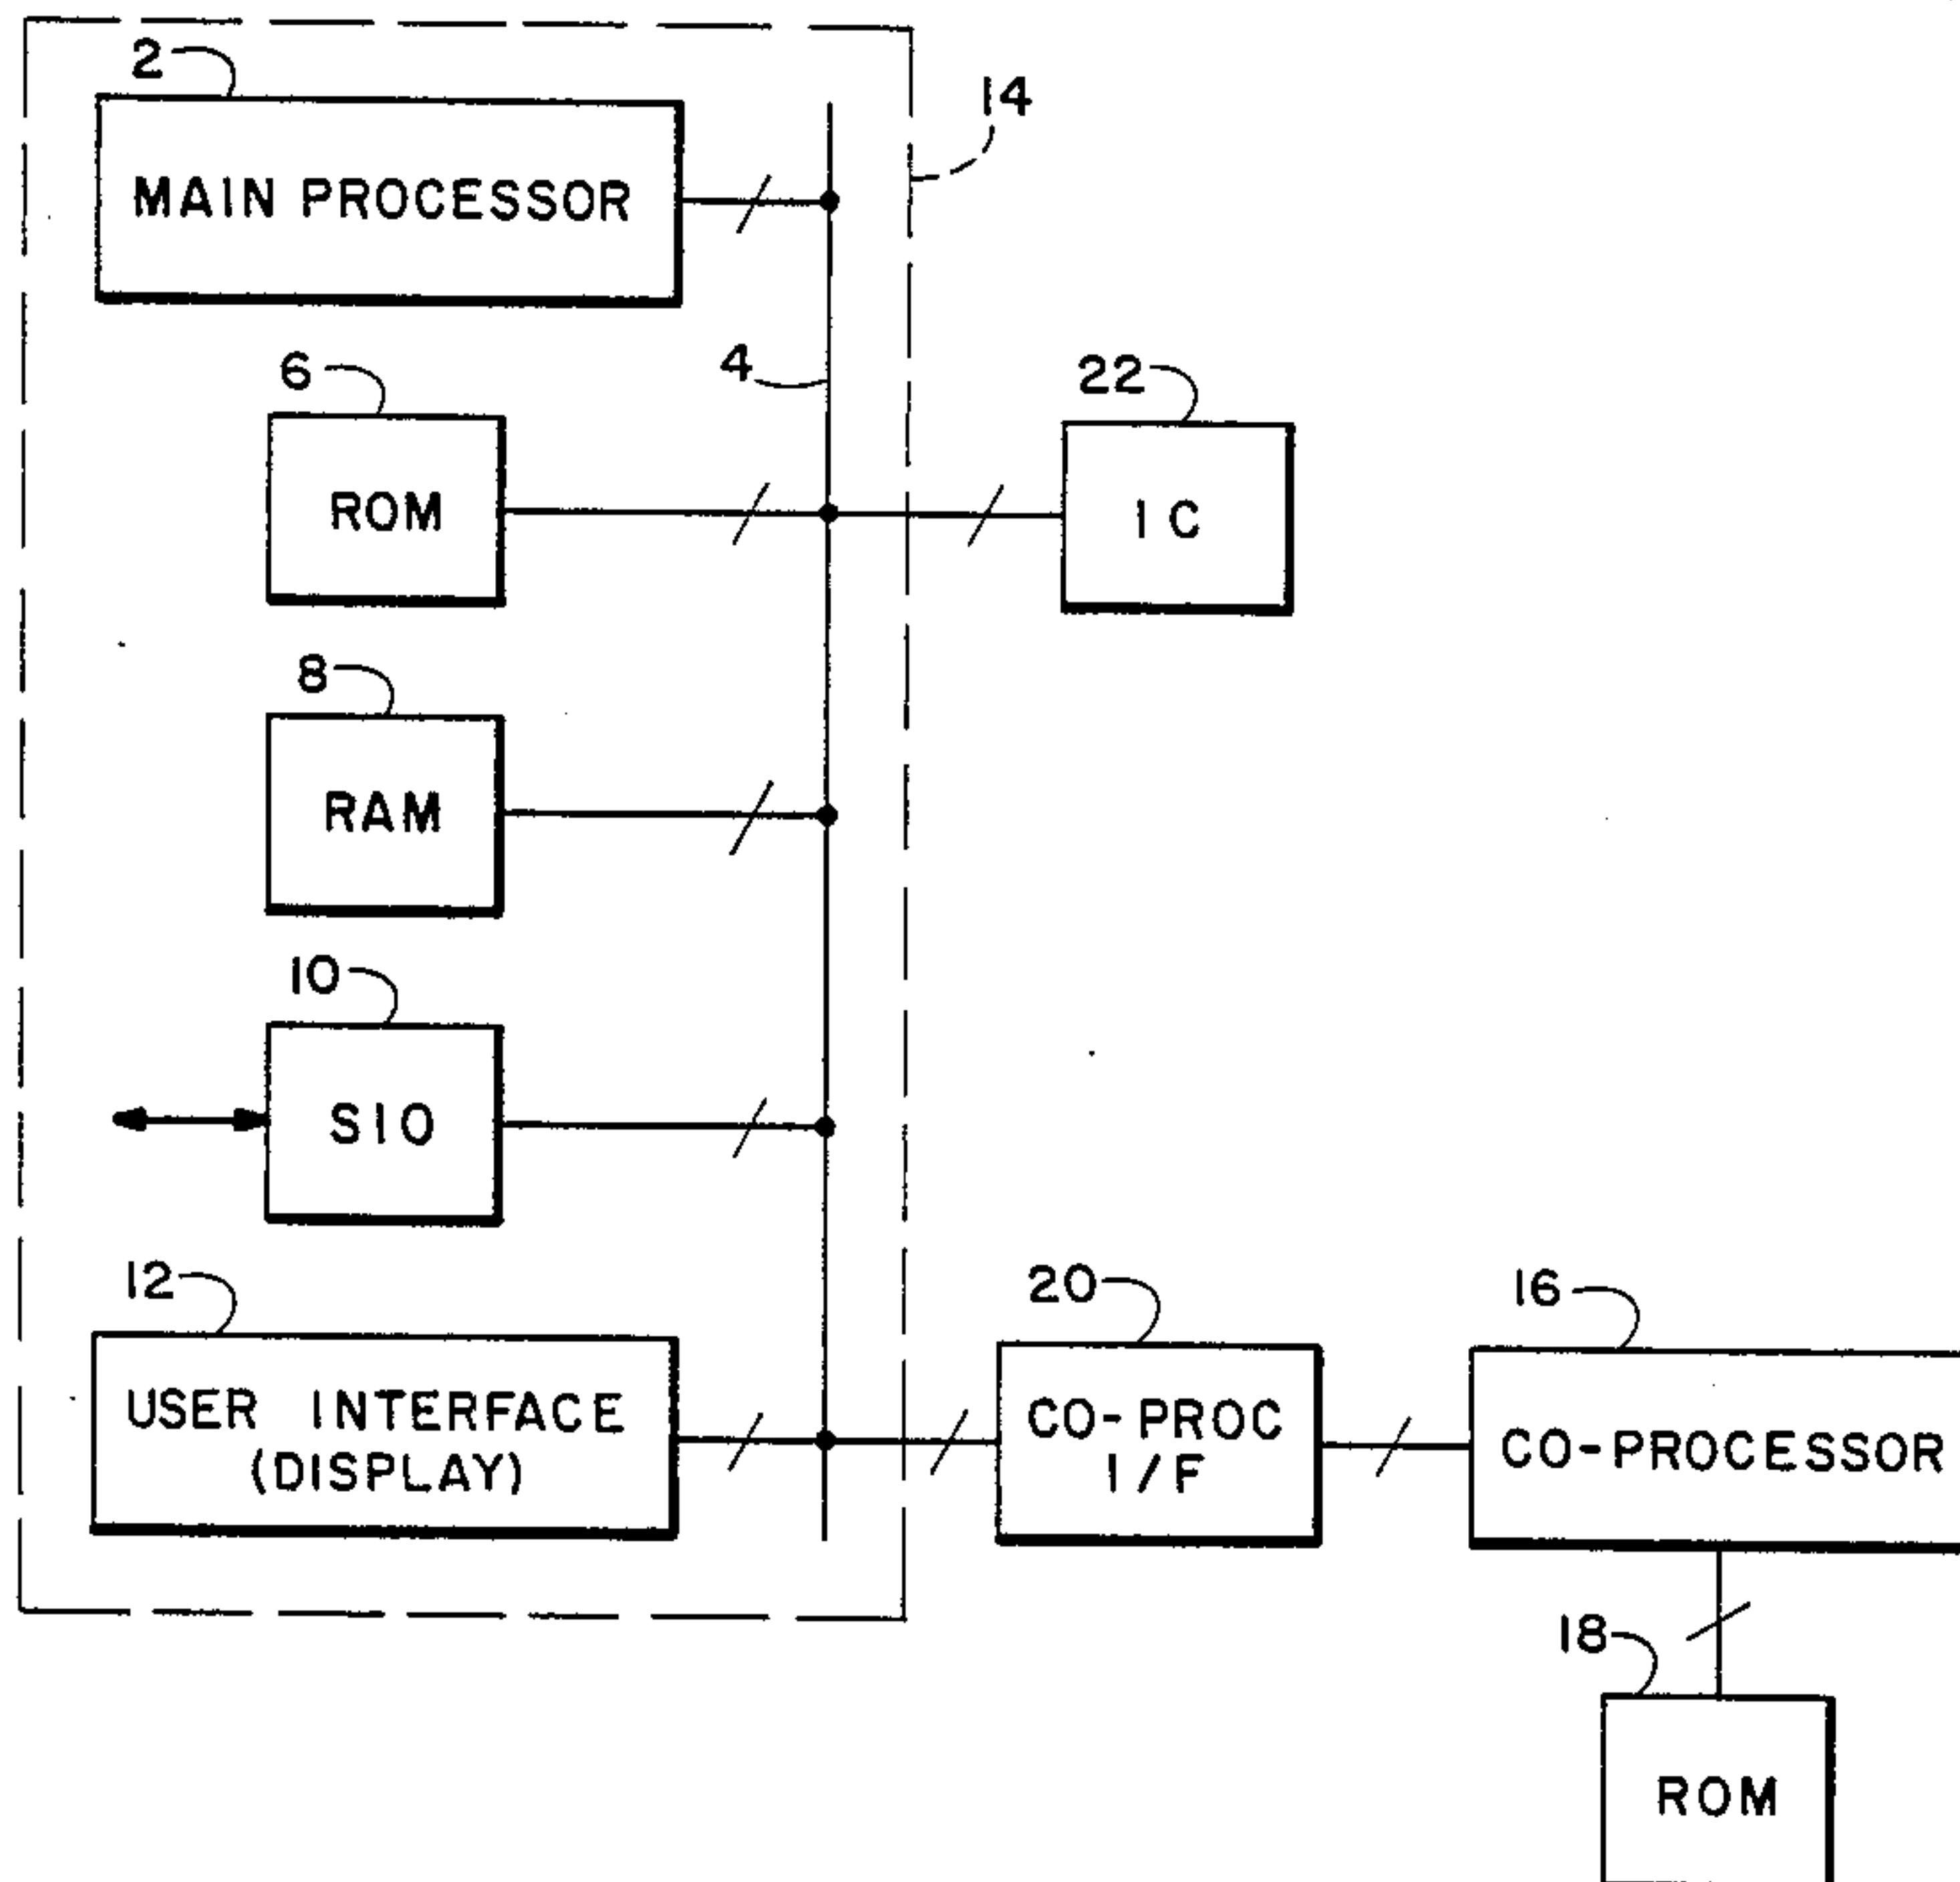 2
14
MAIN PROCESSOR
4
6
22
ROM
IC
8
RAM
10
SIO
12
20
16
USER INTERFACE
(DISPLAY)
CO-PROC
I/F
CO-PROCESSOR
18
ROM